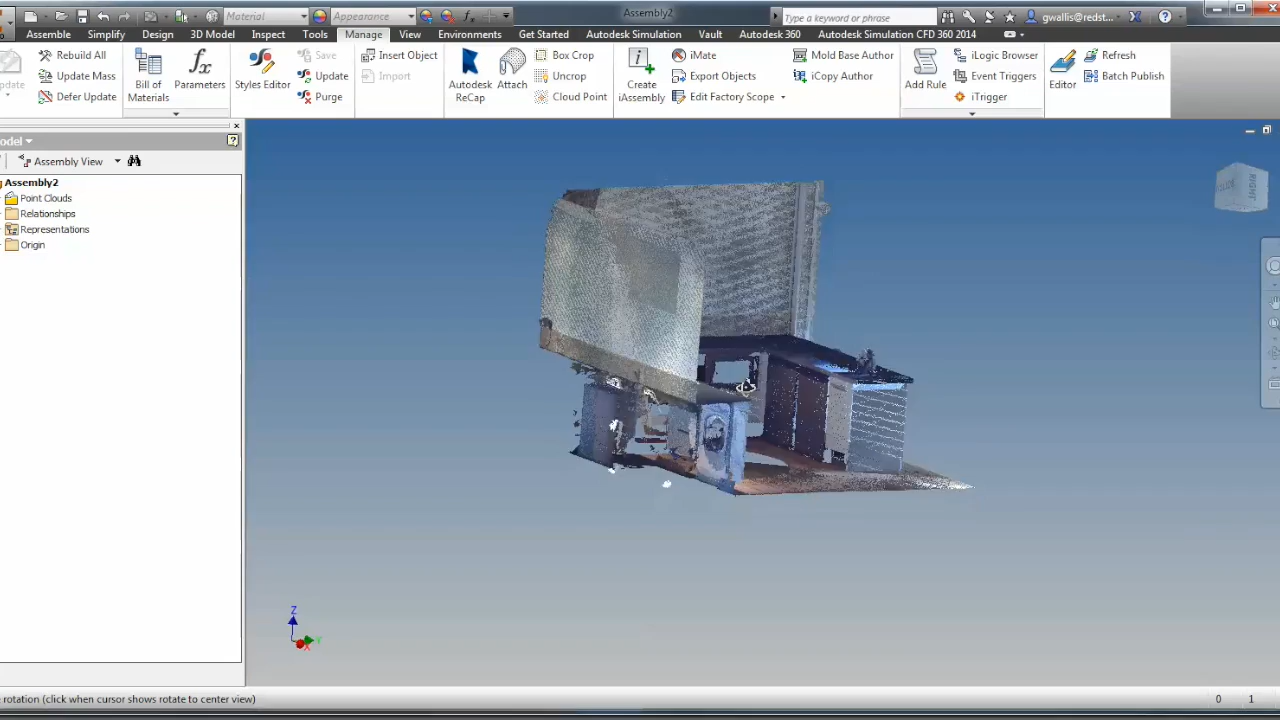 Material Appearance fx Assembly2 Type a keyword or phrase gwallis@redst...
Assemble Simplify Design 3D Model Inspect Tools Manage View Environments Get Started Autodesk Simulation Vault Autodesk 360 Autodesk Simulation CFD 360 2014
Rebuild All Save Insert Object Box Crop iMate Mold Base Author iLogic Browser Refresh
Update Mass Update Import Uncrop Export Objects iCopy Author Event Triggers Batch Publish
Defer Update Purge Cloud Point Edit Factory Scope iTrigger
pdate Bill of Materials Parameters Styles Editor Autodesk ReCap Attach Create iAssembly Add Rule Editor
odel
Assembly View
Assembly2
Point Clouds
Relationships
Representations
Origin
RIGHT
Z
Y
X
rotation (click when cursor shows rotate to center view) 0 1